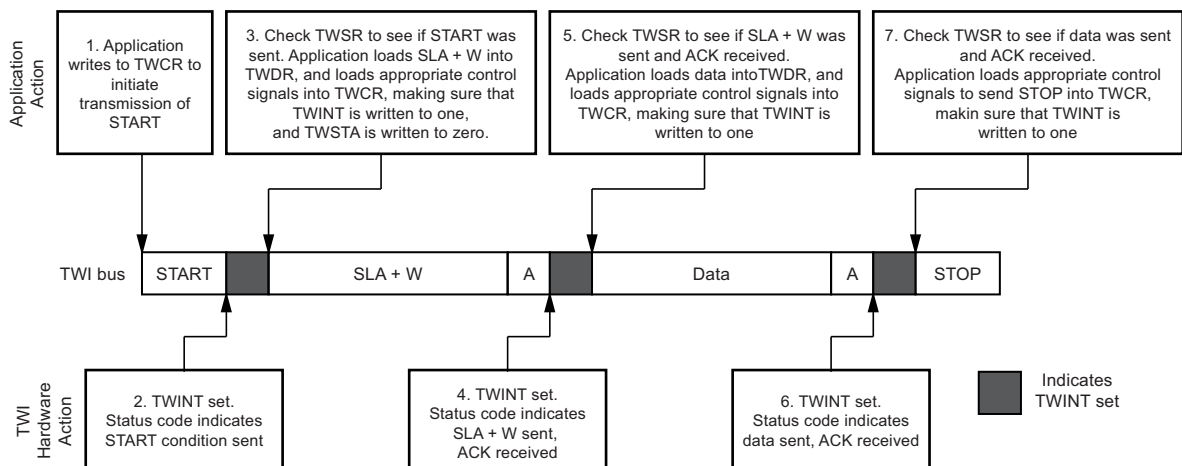 Application
Action
1. Application
writes to TWCR to
initiate
transmission of
START
3. Check TWSR to see if START was
sent. Application loads SLA + W into
TWDR, and loads appropriate control
signals into TWCR, making sure that
TWINT is written to one,
and TWSTA is written to zero.
5. Check TWSR to see if SLA + W was
sent and ACK received.
Application loads data intoTWDR, and
loads appropriate control signals into
TWCR, making sure that TWINT is
written to one
7. Check TWSR to see if data was sent
and ACK received.
Application loads appropriate control
signals to send STOP into TWCR,
makin sure that TWINT is
written to one
TWI bus
START
SLA + W
A
Data
A
STOP
TWI
Hardware
Action
2. TWINT set.
Status code indicates
START condition sent
4. TWINT set.
Status code indicates
SLA + W sent,
ACK received
6. TWINT set.
Status code indicates
data sent, ACK received
Indicates
TWINT set